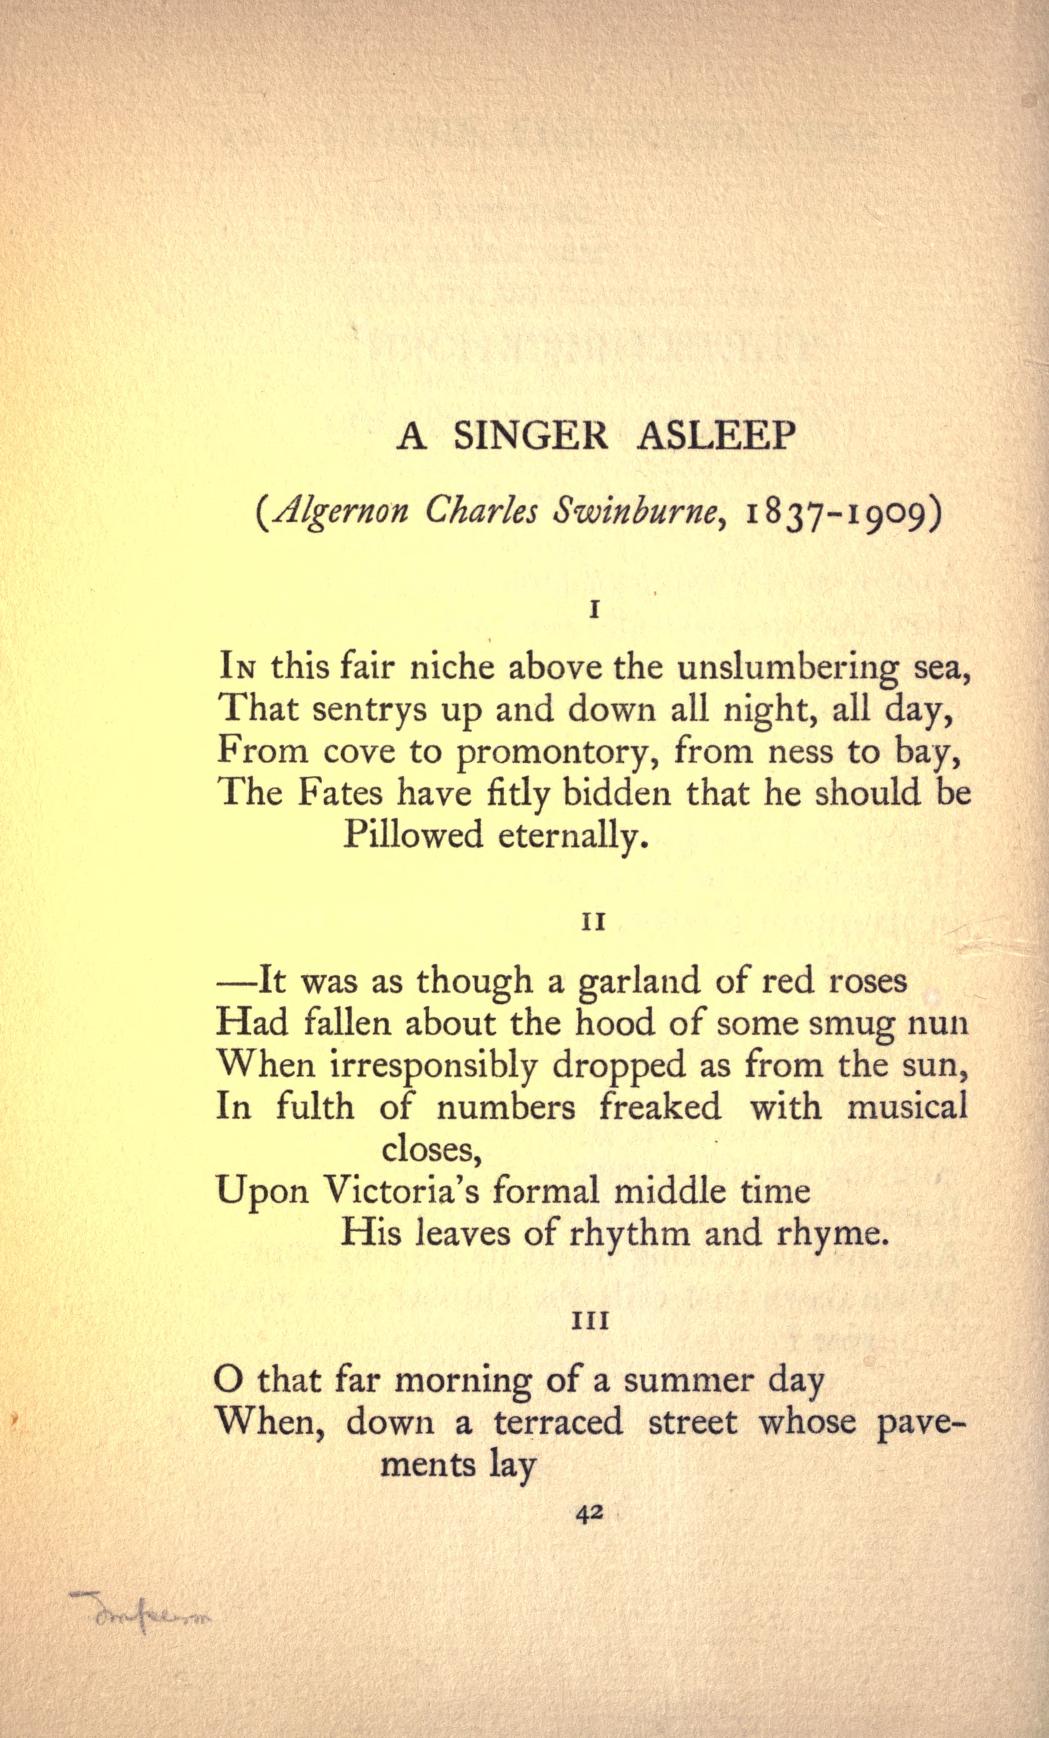 A SINGER ASLEEP
(Algernon Charles Swinburne, 1837-1909)
I
IN this fair niche above the unslumbering sea,
That sentrys up and down all night, all day,
From cove to promontory, from ness to bay,
The Fates have fitly bidden that he should be
Pillowed eternally.
II
—It was as though a garland of red roses
Had fallen about the hood of some smug nun
When irresponsibly dropped as from the sun,
In fulth of numbers freaked with musical
closes,
Upon Victoria's formal middle time
His leaves of rhythm and rhyme.
III
O that far morning of a summer day
When, down a terraced street whose pave-
ments lay
42